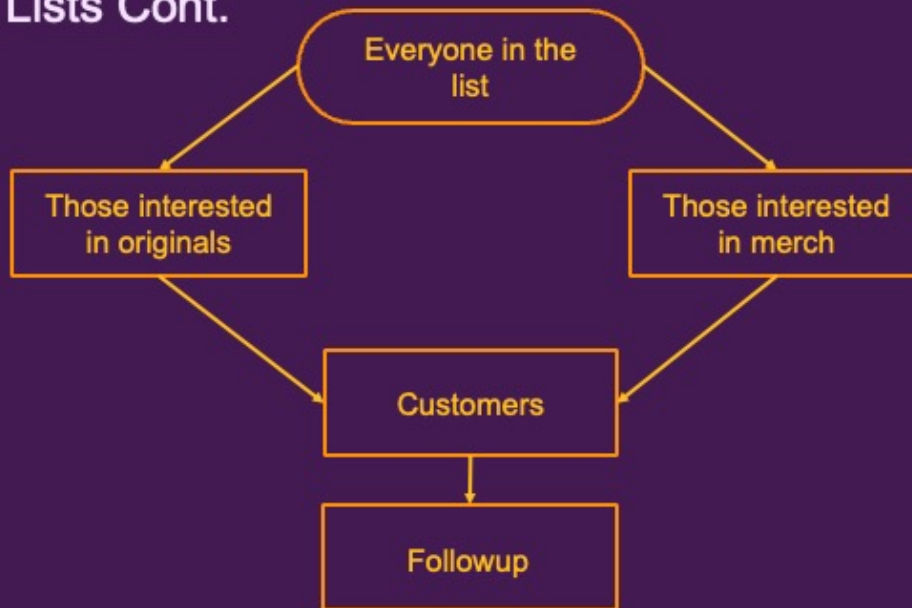 Lists Cont.
Everyone in the
list
Those interested
in originals
Those interested
in merch
Customers
Followup